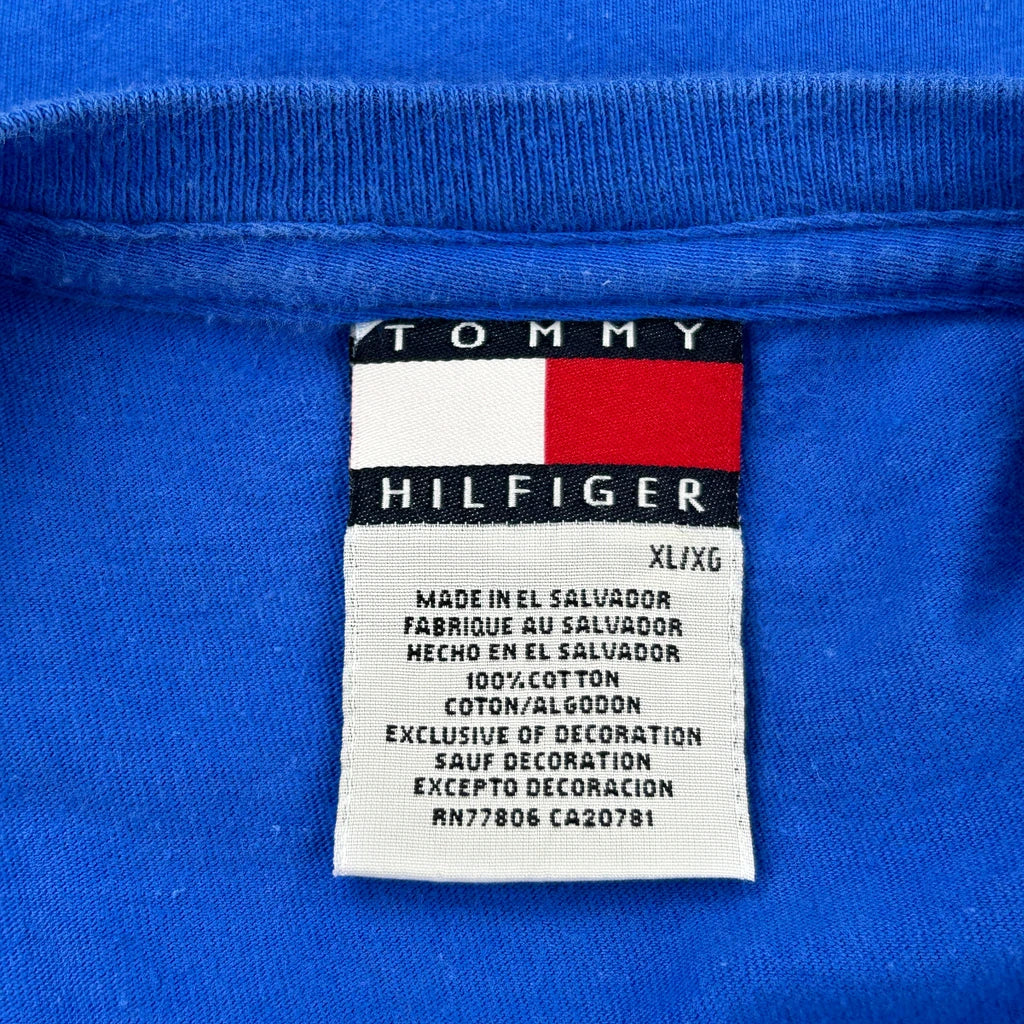 TOMMY
HILFIGER
XL/XG
MADE IN EL SALVADOR
FABRIQUE AU SALVADOR
HECHO EN EL SALVADOR
100% COTTON
COTON/ALGODON
EXCLUSIVE OF DECORATION
SAUF DECORATION
EXCEPTO DECORACION
RN77806 CA20781